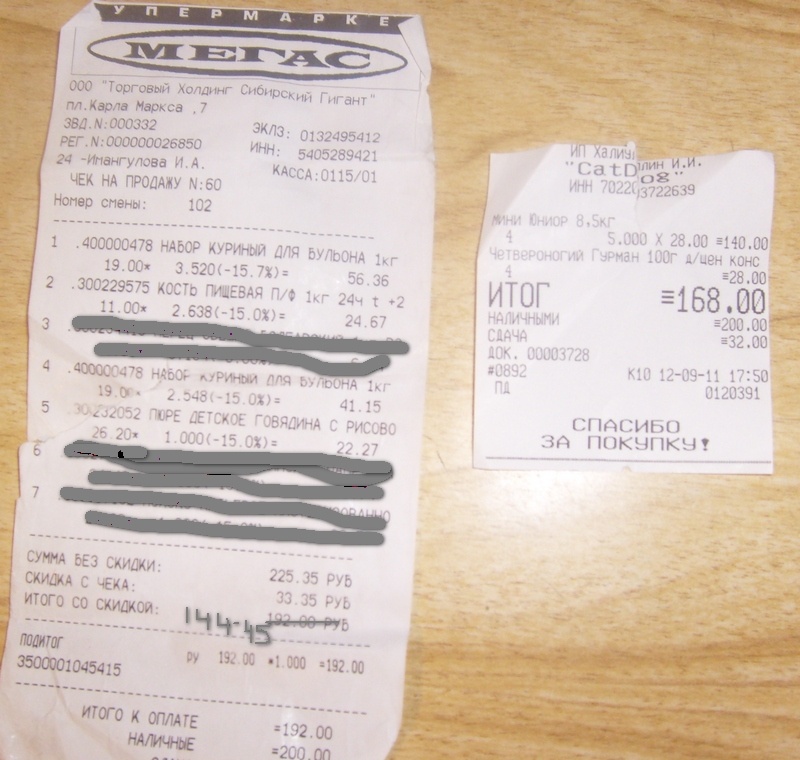 УПЕРМАРКЕ
МЕГАС
ООО "Торговый Холдинг Сибирский Гигант"
пл.Карла Маркса ,7
ЗВД.N:000332 ЭКЛЗ: 0132495412
РЕГ.N:000000026850 ИНН: 5405289421
24 -Имангулова И.А. КАССА:0115/01
ЧЕК НА ПРОДАЖУ N:60
Номер смены: 102
1 .400000478 НАБОР КУРИНЫЙ ДЛЯ БУЛЬОНА 1кг
19.00* 3.520(-15.7%)= 56.36
2 .300229575 КОСТЬ ПИЩЕВАЯ П/Ф 1кг 24ч t +2
11.00* 2.638(-15.0%)= 24.67
3
4 .400000478 НАБОР КУРИНЫЙ ДЛЯ БУЛЬОНА 1кг
19.0 * 2.548(-15.0%)= 41.15
5 ПЮРЕ ДЕТСКОЕ ГОВЯДИНА С РИСОВО
26.20* 1.000(-15.0%)= 22.27
6
7
СУММА БЕЗ СКИДКИ: 225.35 РУБ
СКИДКА С ЧЕКА: 33.35 РУБ
ИТОГО СО СКИДКОЙ: 192.00 РУБ
144-45
ПОДИТОГ
3500001045415 ру 192.00 *1.000 =192.00
ИТОГО К ОПЛАТЕ =192.00
НАЛИЧНЫЕ =200.00
ИП Хали лин И.И.
"CatDog"
ИНН 7022 3722639
мини Юниор 8,5кг
4 5.000 X 28.00 ≡140.00
Четвероногий Гурман 100г д/щен конс
4 ≡28.00
ИТОГ ≡168.00
НАЛИЧНЫМИ ≡200.00
СДАЧА ≡32.00
ДОК. 00003728
#0892 К10 12-09-11 17:50
ПД 0120391
СПАСИБО
ЗА ПОКУПКУ!